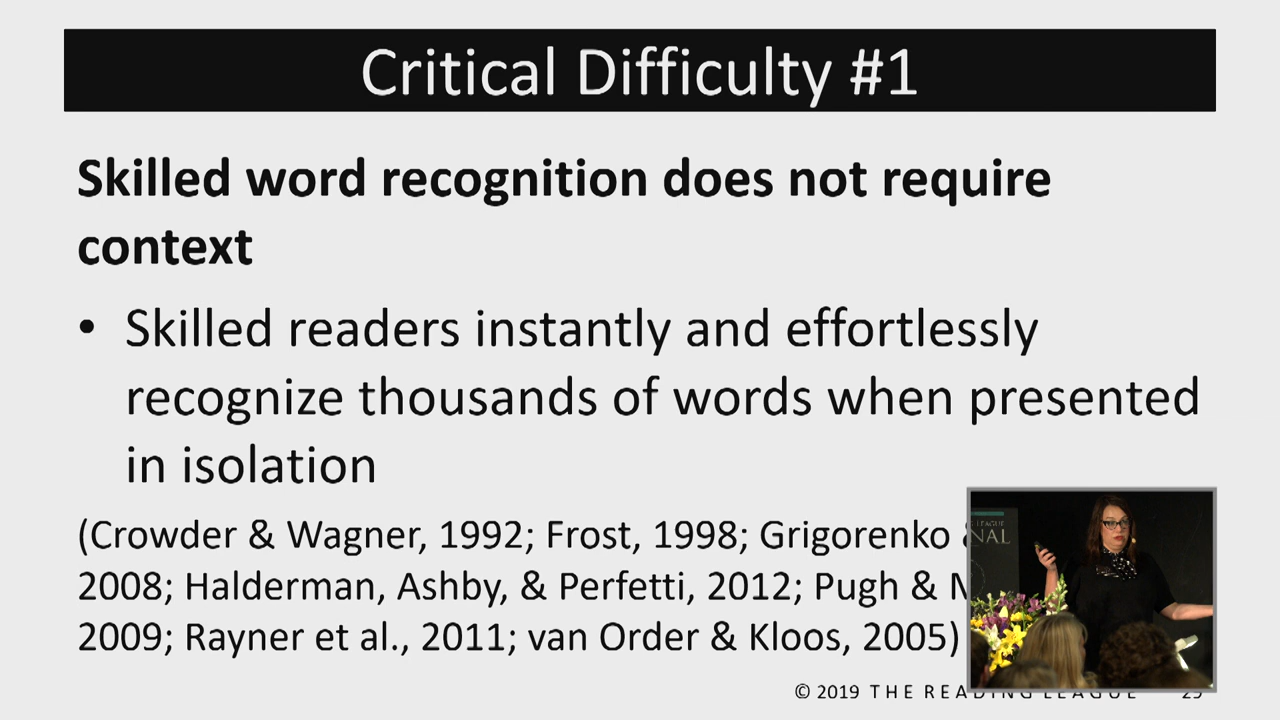 Critical Difficulty #1
Skilled word recognition does not require
context
• Skilled readers instantly and effortlessly
recognize thousands of words when presented
in isolation
(Crowder & Wagner, 1992; Frost, 1998; Grigorenko
2008; Halderman, Ashby, & Perfetti, 2012; Pugh &
2009; Rayner et al., 2011; van Order & Kloos, 2005)
© 2019 THE READING LEAGUE 29